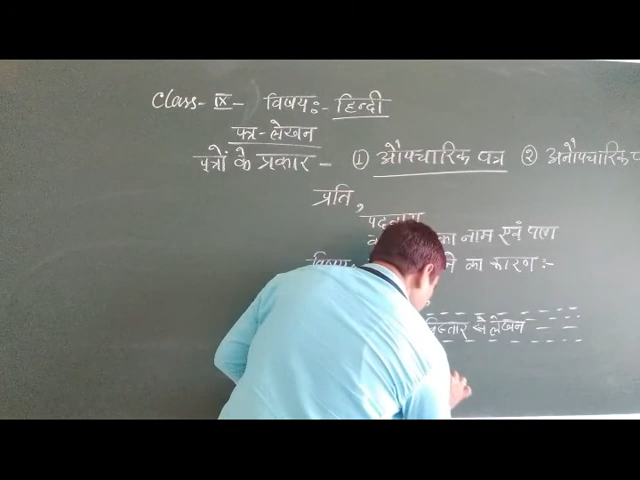 Class- IX - विषय:- हिन्दी
पत्र-लेखन
पत्रों के प्रकार - ① औपचारिक पत्र ② अनौपचारिक
प्रति,
पदनाम
का नाम एवं पता
विषय का कारण :-
विस्तार से लेखन